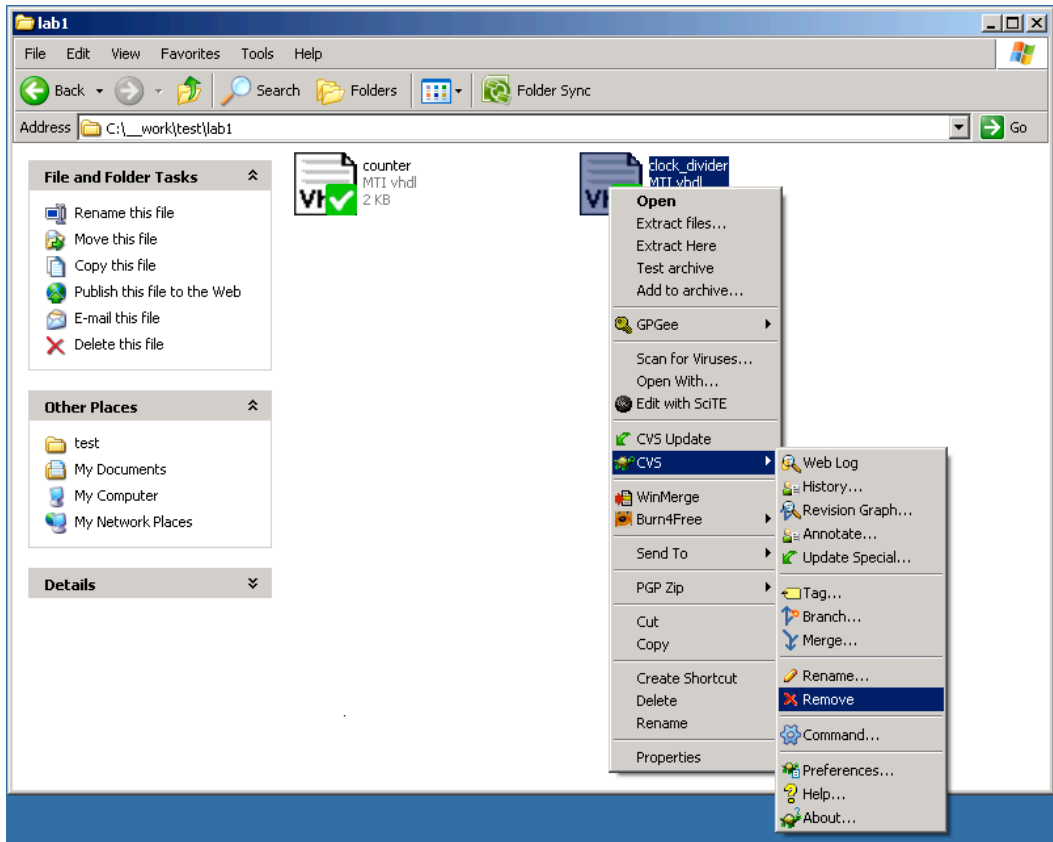 lab1
File Edit View Favorites Tools Help
Back Search Folders Folder Sync
Address C:\__work\test\lab1 Go
File and Folder Tasks
Rename this file
Move this file
Copy this file
Publish this file to the Web
E-mail this file
Delete this file
Other Places
test
My Documents
My Computer
My Network Places
Details
counter
MTI vhdl
2 KB
clock_divider
MTI vhdl
Open
Extract files...
Extract Here
Test archive
Add to archive...
GPGee
Scan for Viruses...
Open With...
Edit with SciTE
CVS Update
CVS
WinMerge
Burn4Free
Send To
PGP Zip
Cut
Copy
Create Shortcut
Delete
Rename
Properties
Web Log
History...
Revision Graph...
Annotate...
Update Special...
Tag...
Branch...
Merge...
Rename...
Remove
Command...
Preferences...
Help...
About...